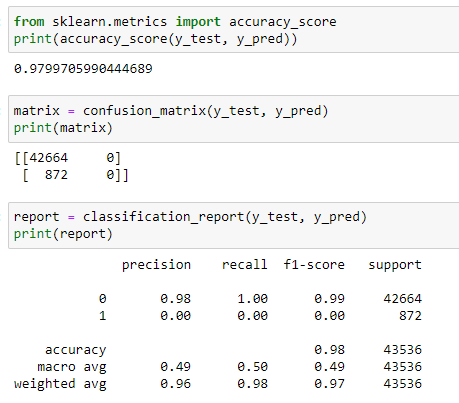 from sklearn.metrics import accuracy_score
print(accuracy_score(y_test, y_pred))
0.9799705990444689
matrix = confusion_matrix(y_test, y_pred)
print(matrix)
[[42664     0]
 [  872     0]]
report = classification_report(y_test, y_pred)
print(report)
              precision    recall  f1-score   support
           0       0.98      1.00      0.99     42664
           1       0.00      0.00      0.00       872
    accuracy                           0.98     43536
   macro avg       0.49      0.50      0.49     43536
weighted avg       0.96      0.98      0.97     43536